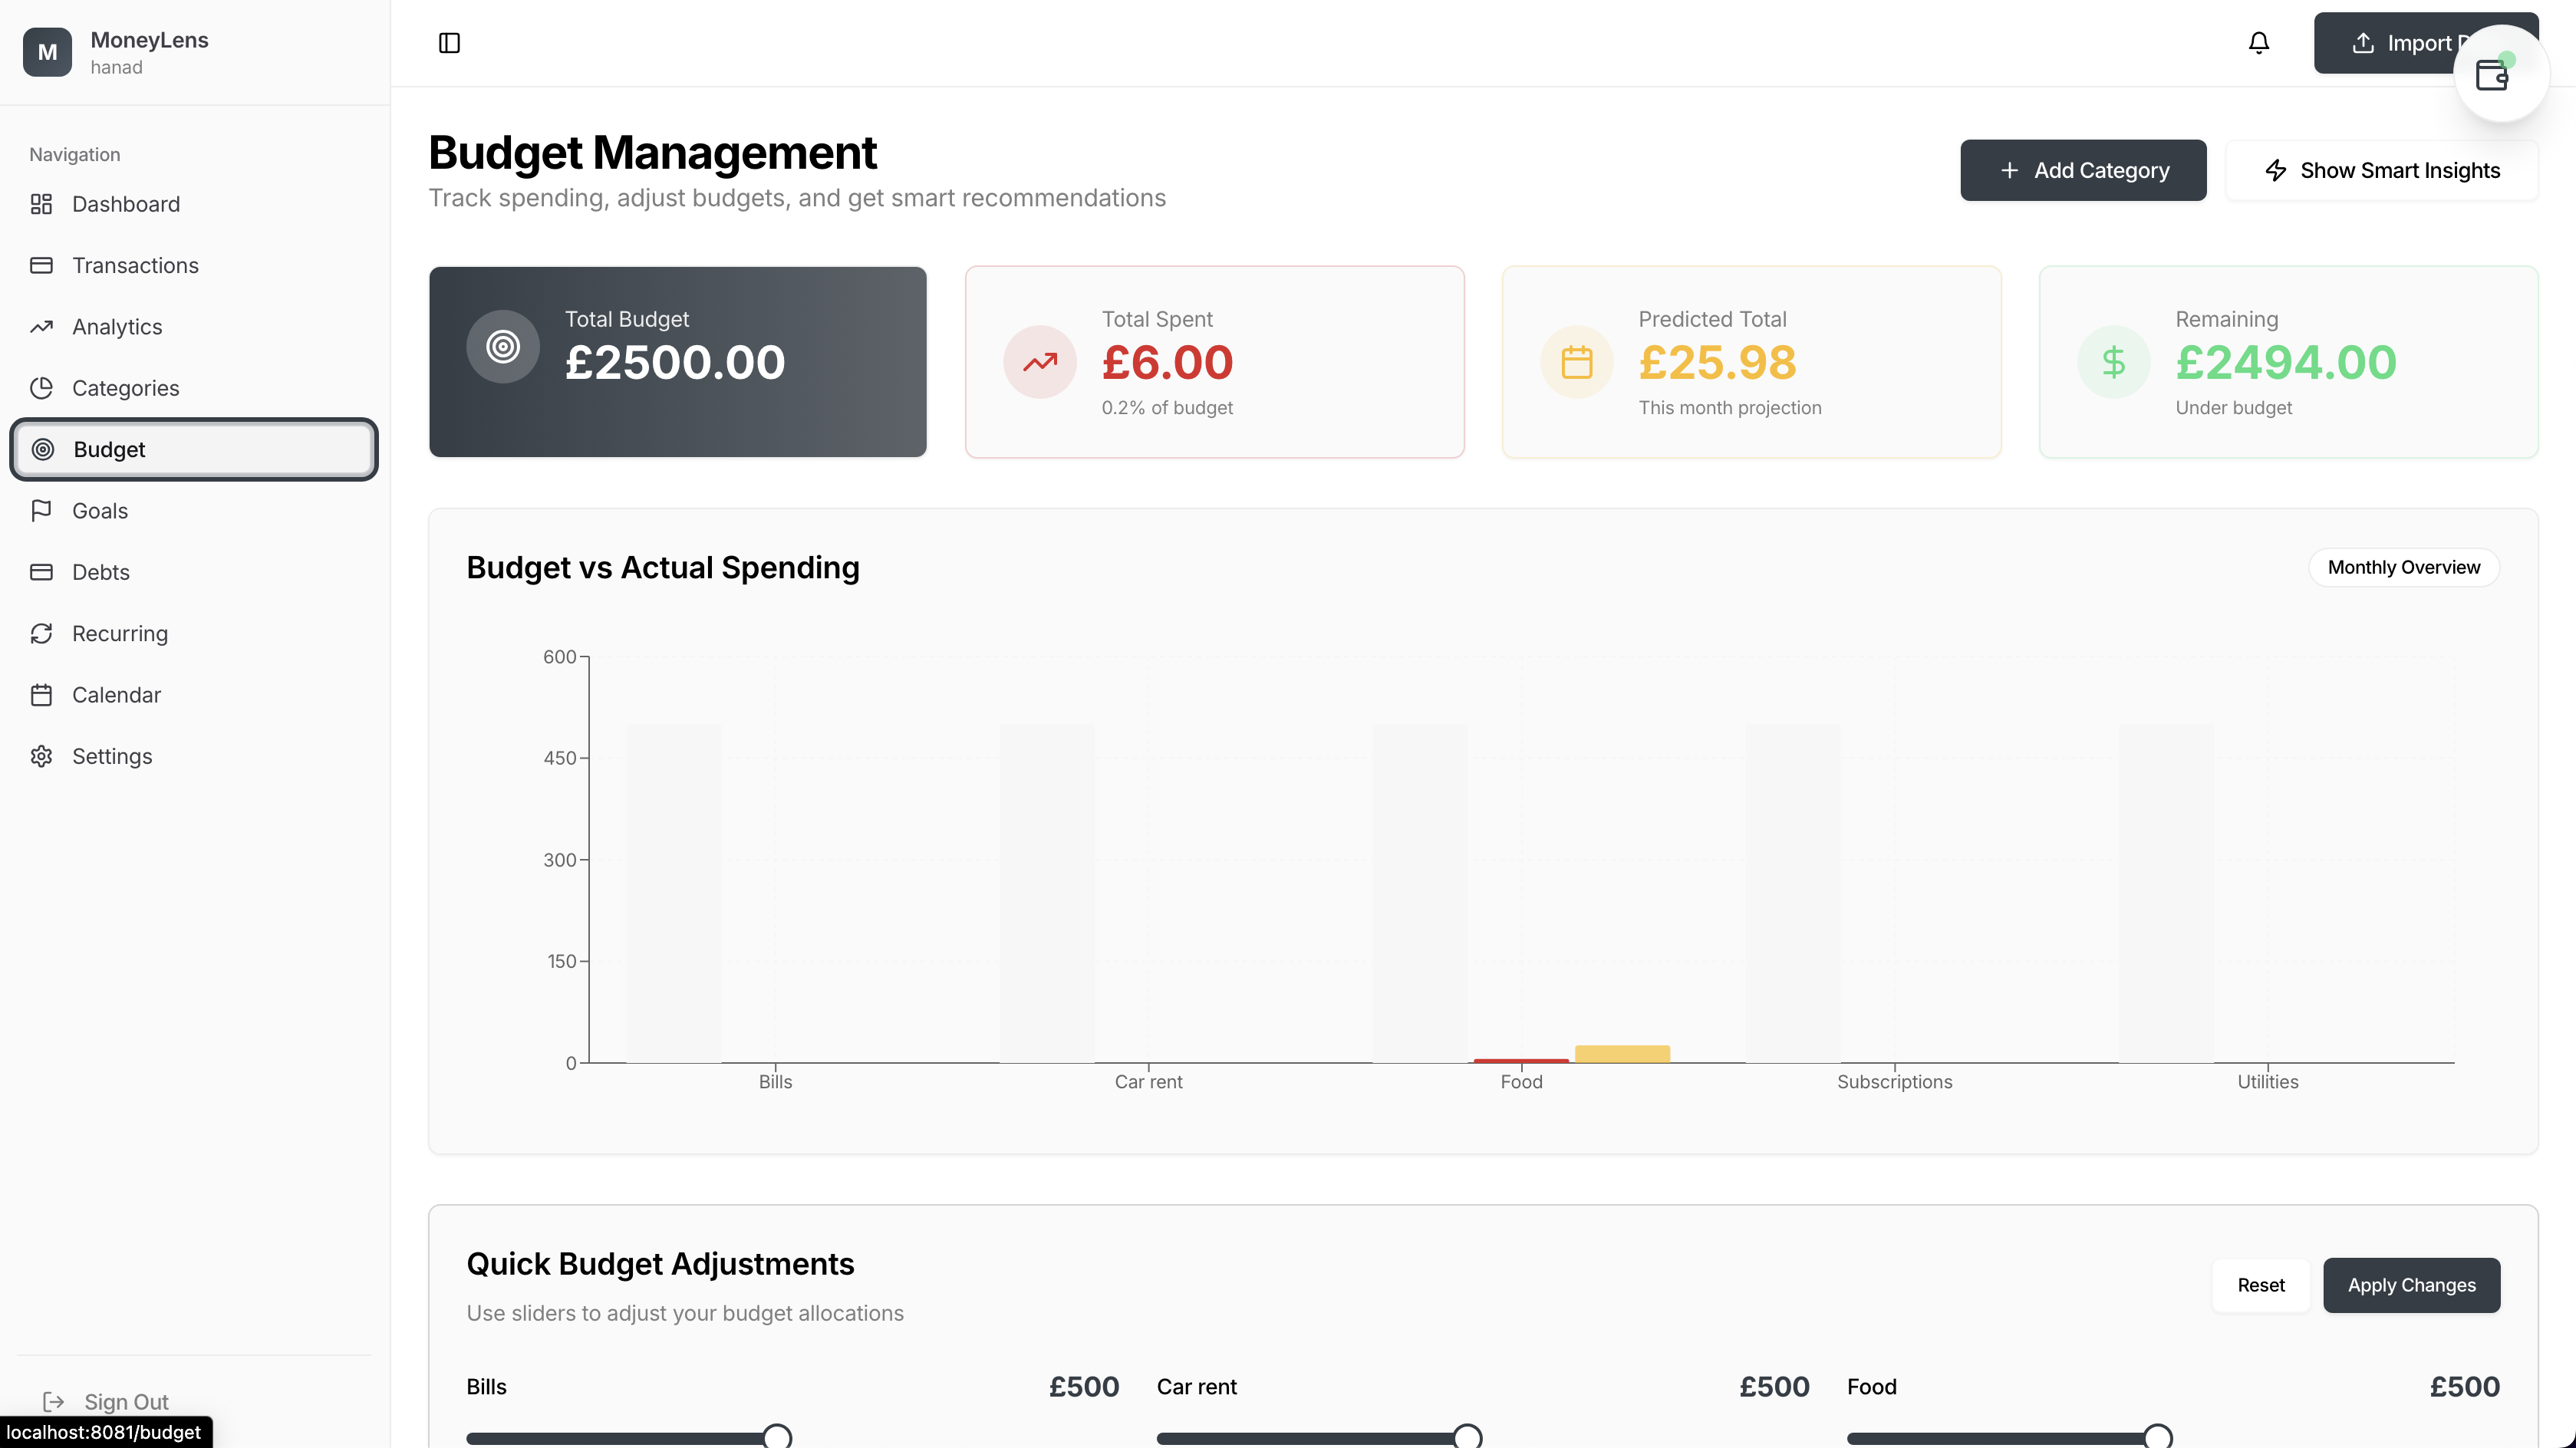 M
MoneyLens
hanad
Navigation
Dashboard
Transactions
Analytics
Categories
Budget
Goals
Debts
Recurring
Calendar
Settings
Sign Out
localhost:8081/budget
Import
Budget Management
Track spending, adjust budgets, and get smart recommendations
Add Category
Show Smart Insights
Total Budget
£2500.00
Total Spent
£6.00
0.2% of budget
Predicted Total
£25.98
This month projection
Remaining
£2494.00
Under budget
Budget vs Actual Spending
Monthly Overview
600
450
300
150
0
Bills
Car rent
Food
Subscriptions
Utilities
Quick Budget Adjustments
Use sliders to adjust your budget allocations
Reset
Apply Changes
Bills
£500
Car rent
£500
Food
£500